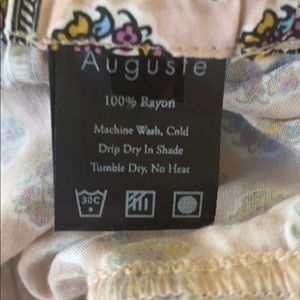 Auguste
100% Rayon
Machine Wash, Cold
Drip Dry In Shade
Tumble Dry, No Heat
30C